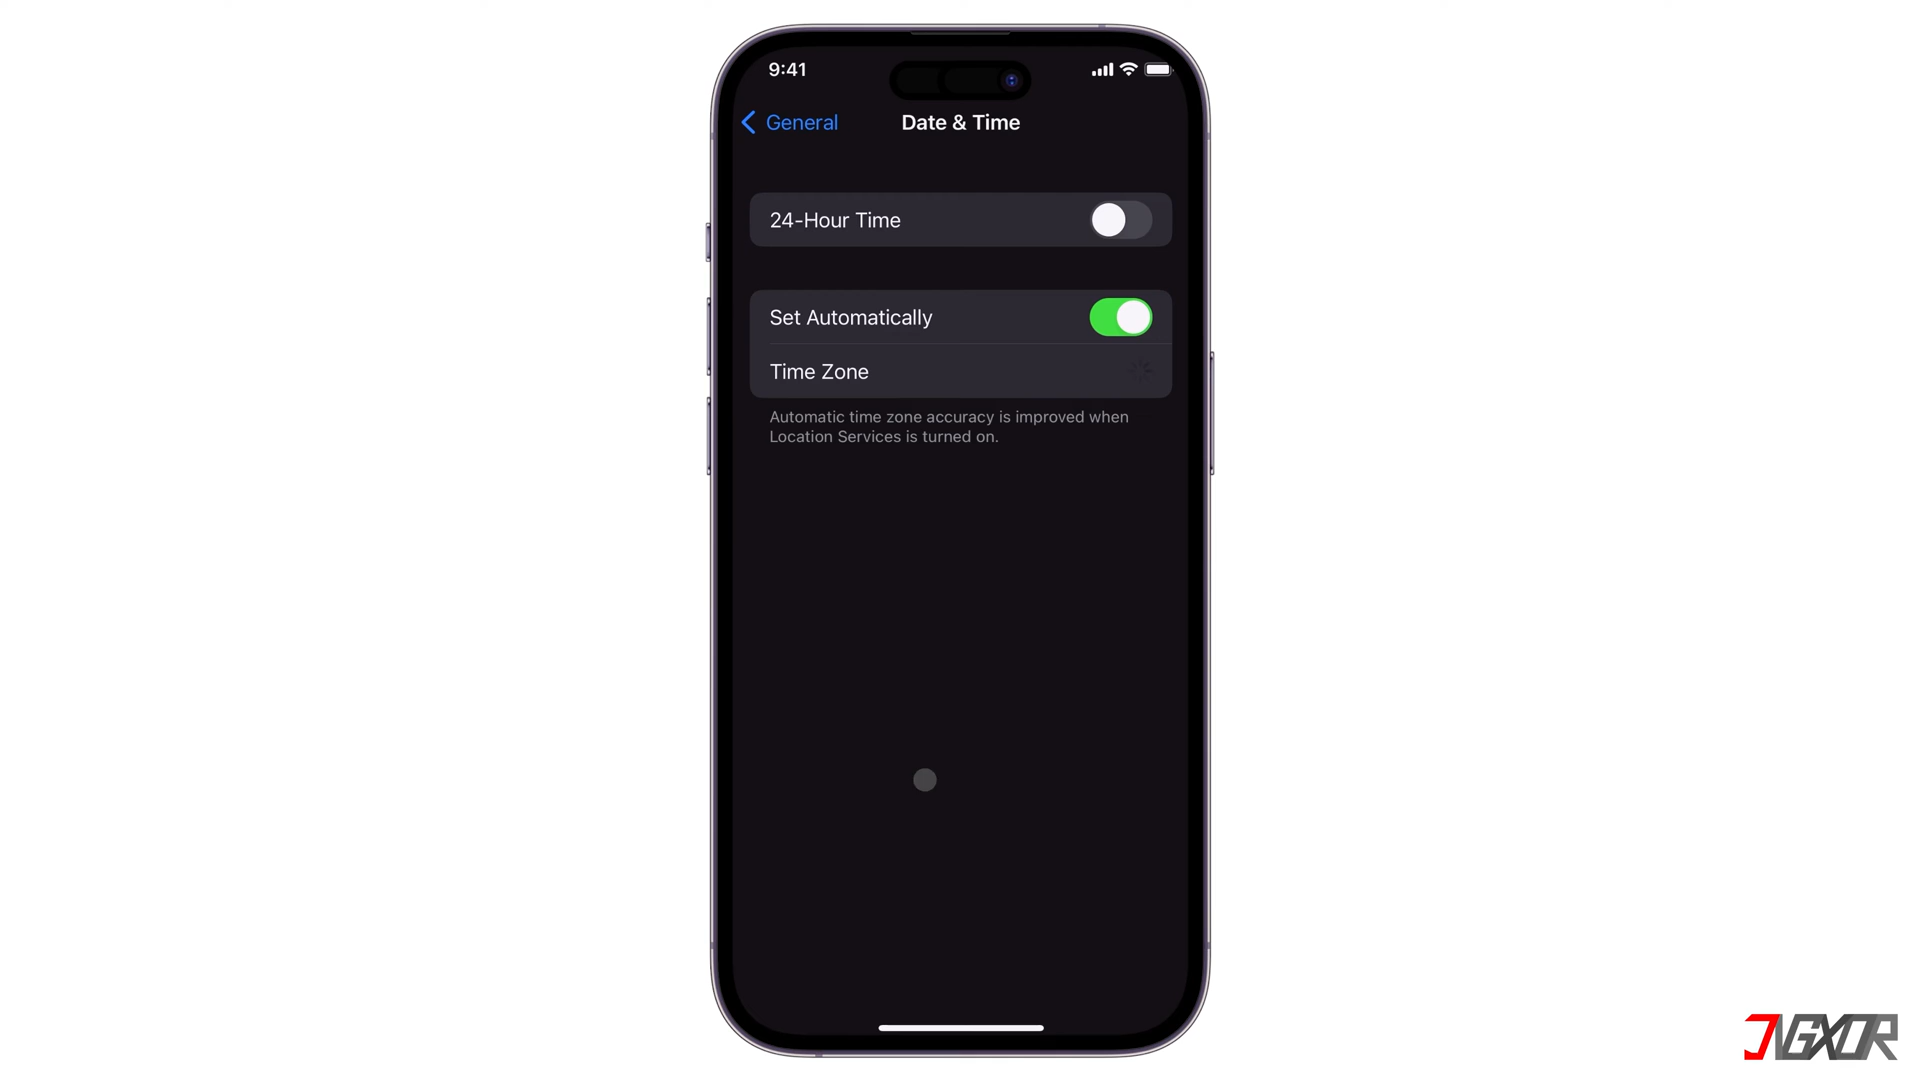 9:41
General
Date & Time
24-Hour Time
Set Automatically
Time Zone
Automatic time zone accuracy is improved when
Location Services is turned on.
JVGXOR